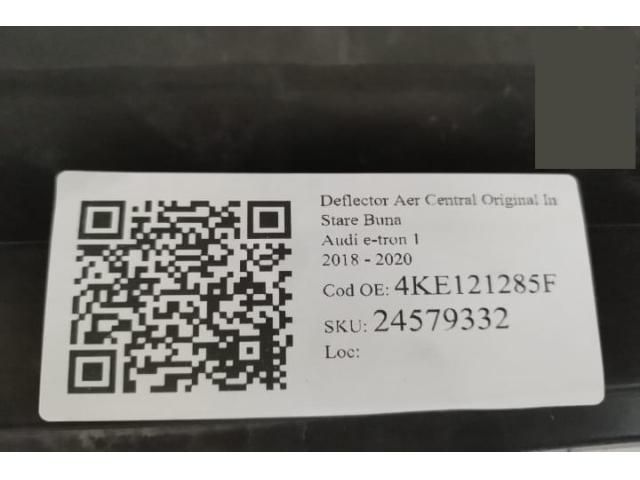 Deflector Aer Central Original In
Stare Buna
Audi e-tron 1
2018 - 2020
Cod OE: 4KE121285F
SKU: 24579332
Loc: